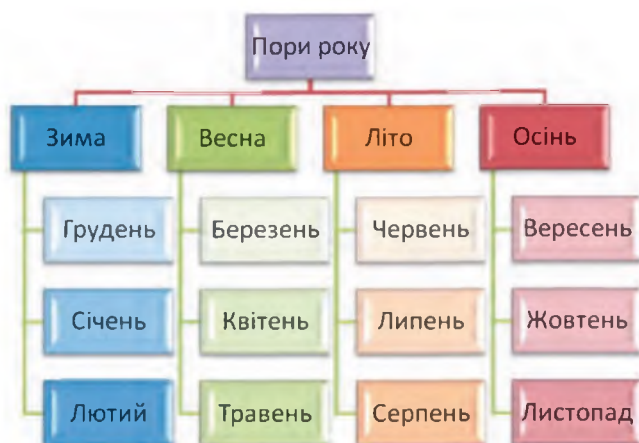 Пори року
Зима
Весна
Літо
Осінь
Грудень
Березень
Червень
Вересень
Січень
Квітень
Липень
Жовтень
Лютий
Травень
Серпень
Листопад